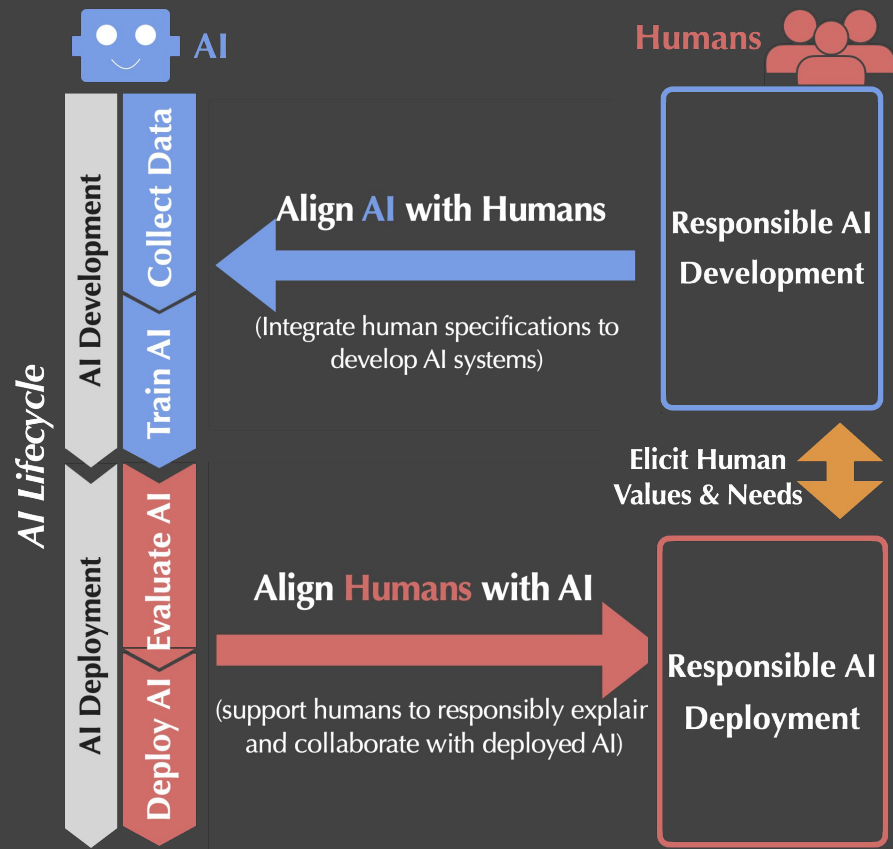 AI
Humans
AI Lifecycle
AI Development
AI Deployment
Collect Data
Train AI
Evaluate AI
Deploy AI
Align AI with Humans
(Integrate human specifications to
develop AI systems)
Responsible AI
Development
Elicit Human
Values & Needs
Align Humans with AI
(support humans to responsibly explair
and collaborate with deployed AI)
Responsible AI
Deployment